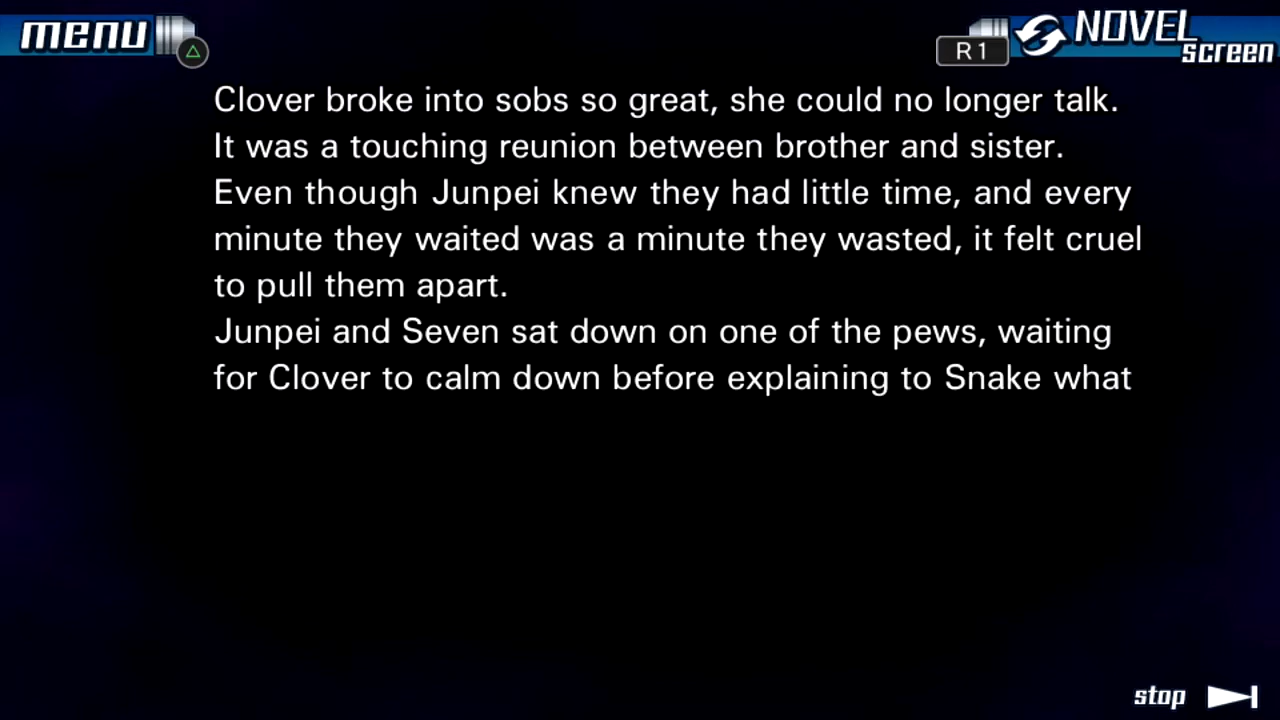 menu
R1
NOVEL
screen
Clover broke into sobs so great, she could no longer talk.
It was a touching reunion between brother and sister.
Even though Junpei knew they had little time, and every
minute they waited was a minute they wasted, it felt cruel
to pull them apart.
Junpei and Seven sat down on one of the pews, waiting
for Clover to calm down before explaining to Snake what
stop